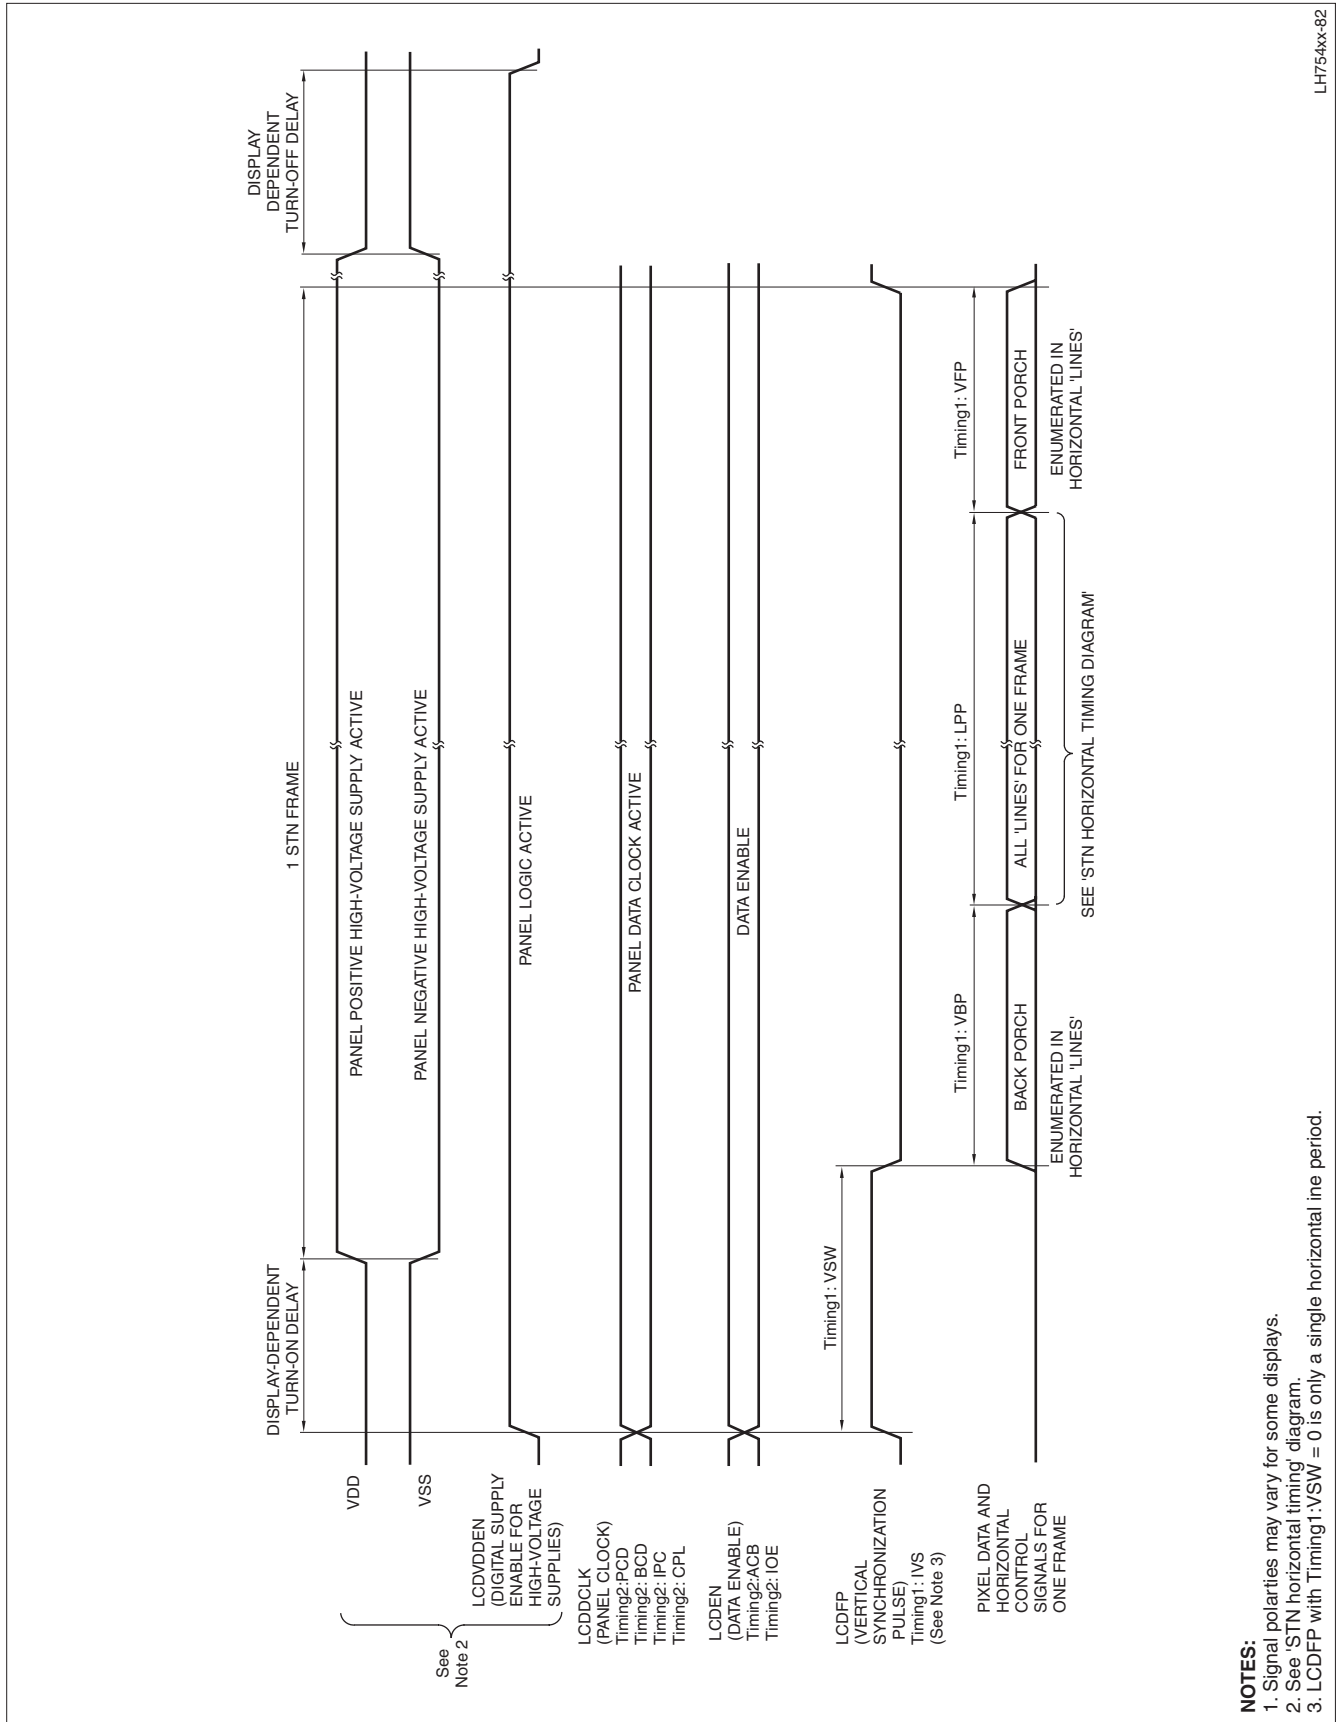 DISPLAY-DEPENDENT
TURN-ON DELAY
1 STN FRAME
DISPLAY
DEPENDENT
TURN-OFF DELAY
VDD
PANEL POSITIVE HIGH-VOLTAGE SUPPLY ACTIVE
VSS
PANEL NEGATIVE HIGH-VOLTAGE SUPPLY ACTIVE
See
Note 2
LCDVDDEN
(DIGITAL SUPPLY
ENABLE FOR
HIGH-VOLTAGE
SUPPLIES)
PANEL LOGIC ACTIVE
LCDDCLK
(PANEL CLOCK)
Timing2:PCD
Timing2: BCD
Timing2: IPC
Timing2: CPL
PANEL DATA CLOCK ACTIVE
LCDEN
(DATA ENABLE)
Timing2:ACB
Timing2: IOE
DATA ENABLE
Timing1: VSW
LCDFP
(VERTICAL
SYNCHRONIZATION
PULSE)
Timing1: IVS
(See Note 3)
Timing1: VBP
Timing1: LPP
Timing1: VFP
PIXEL DATA AND
HORIZONTAL
CONTROL
SIGNALS FOR
ONE FRAME
BACK PORCH
ALL 'LINES' FOR ONE FRAME
FRONT PORCH
ENUMERATED IN
HORIZONTAL 'LINES'
SEE 'STN HORIZONTAL TIMING DIAGRAM'
ENUMERATED IN
HORIZONTAL 'LINES'
NOTES:
1. Signal polarties may vary for some displays.
2. See 'STN horizontal timing' diagram.
3. LCDFP with Timing1:VSW = 0 is only a single horizontal ine period.
LH754xx-82